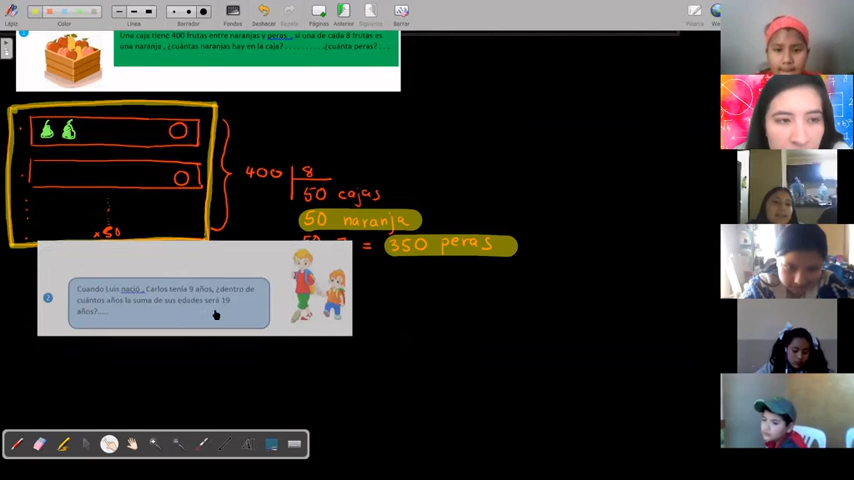 Lápiz
Color
Línea
Borrador
Fondos
Deshacer
Rehacer
Páginas
Anterior
Siguiente
Borrar
Una caja tiene 400 frutas entre naranjas y peras , si una de cada 8 frutas es
una naranja , ¿cuántas naranjas hay en la caja?..........¿cuánta peras?...
400 8
50 cajas
50 naranja
= 350 peras
x50
2
Cuando Luis nació , Carlos tenía 9 años, ¿dentro de
cuántos años la suma de sus edades será 19
años?.....